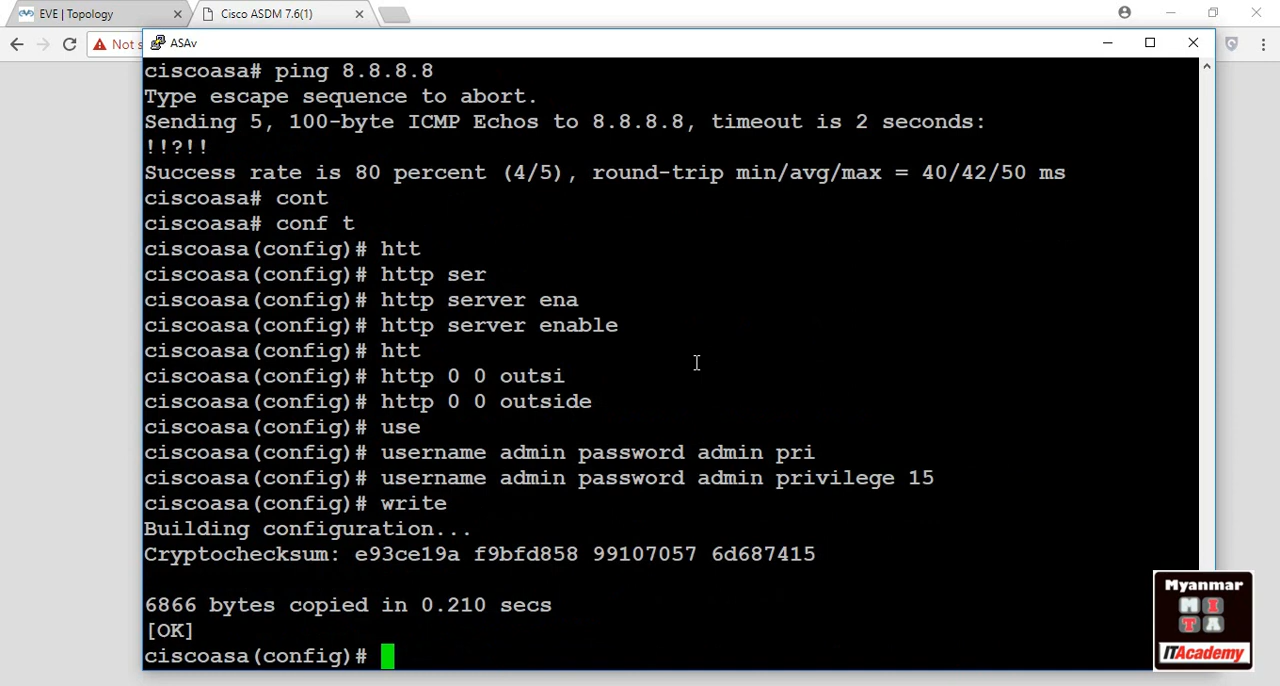 EVE | Topology
Cisco ASDM 7.6(1)
Not s
ASAv
ciscoasa# ping 8.8.8.8
Type escape sequence to abort.
Sending 5, 100-byte ICMP Echos to 8.8.8.8, timeout is 2 seconds:
!!?!!
Success rate is 80 percent (4/5), round-trip min/avg/max = 40/42/50 ms
ciscoasa# cont
ciscoasa# conf t
ciscoasa(config)# htt
ciscoasa(config)# http ser
ciscoasa(config)# http server ena
ciscoasa(config)# http server enable
ciscoasa(config)# htt
ciscoasa(config)# http 0 0 outsi
ciscoasa(config)# http 0 0 outside
ciscoasa(config)# use
ciscoasa(config)# username admin password admin pri
ciscoasa(config)# username admin password admin privilege 15
ciscoasa(config)# write
Building configuration...
Cryptochecksum: e93ce19a f9bfd858 99107057 6d687415
6866 bytes copied in 0.210 secs
[OK]
ciscoasa(config)#
Myanmar
M I
T A
ITAcademy